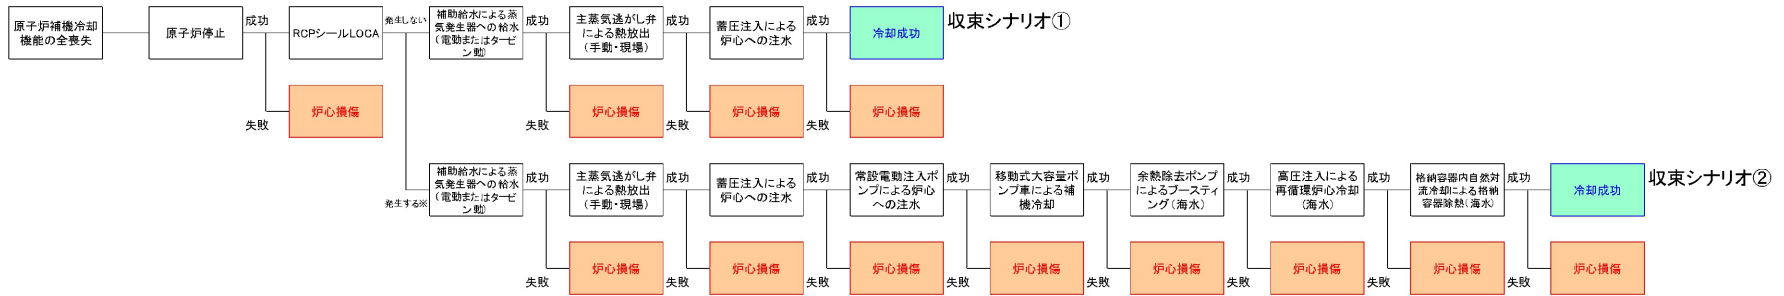 原子炉補機冷却
機能の全喪失
原子炉停止
成功
失敗
RCPシールLOCA
炉心損傷
発生しない
補助給水による蒸
気発生器への給水
(電動またはタービ
ン動)
成功
失敗
主蒸気逃がし弁
による熱放出
(手動・現場)
炉心損傷
成功
失敗
蓄圧注入による
炉心への注水
炉心損傷
成功
失敗
冷却成功
炉心損傷
収束シナリオ①
発生する※
補助給水による蒸
気発生器への給水
(電動またはタービ
ン動)
成功
失敗
主蒸気逃がし弁
による熱放出
(手動・現場)
炉心損傷
成功
失敗
蓄圧注入による
炉心への注水
炉心損傷
成功
失敗
常設電動注入ポ
ンプによる炉心
への注水
炉心損傷
成功
失敗
移動式大容量ポ
ンプ車による補
機冷却
炉心損傷
成功
失敗
余熱除去ポンプ
によるブースティ
ング(海水)
炉心損傷
成功
失敗
高圧注入による
再循環炉心冷却
(海水)
炉心損傷
成功
失敗
格納容器内自然対
流冷却による格納
容器除熱(海水)
炉心損傷
成功
失敗
冷却成功
炉心損傷
収束シナリオ②